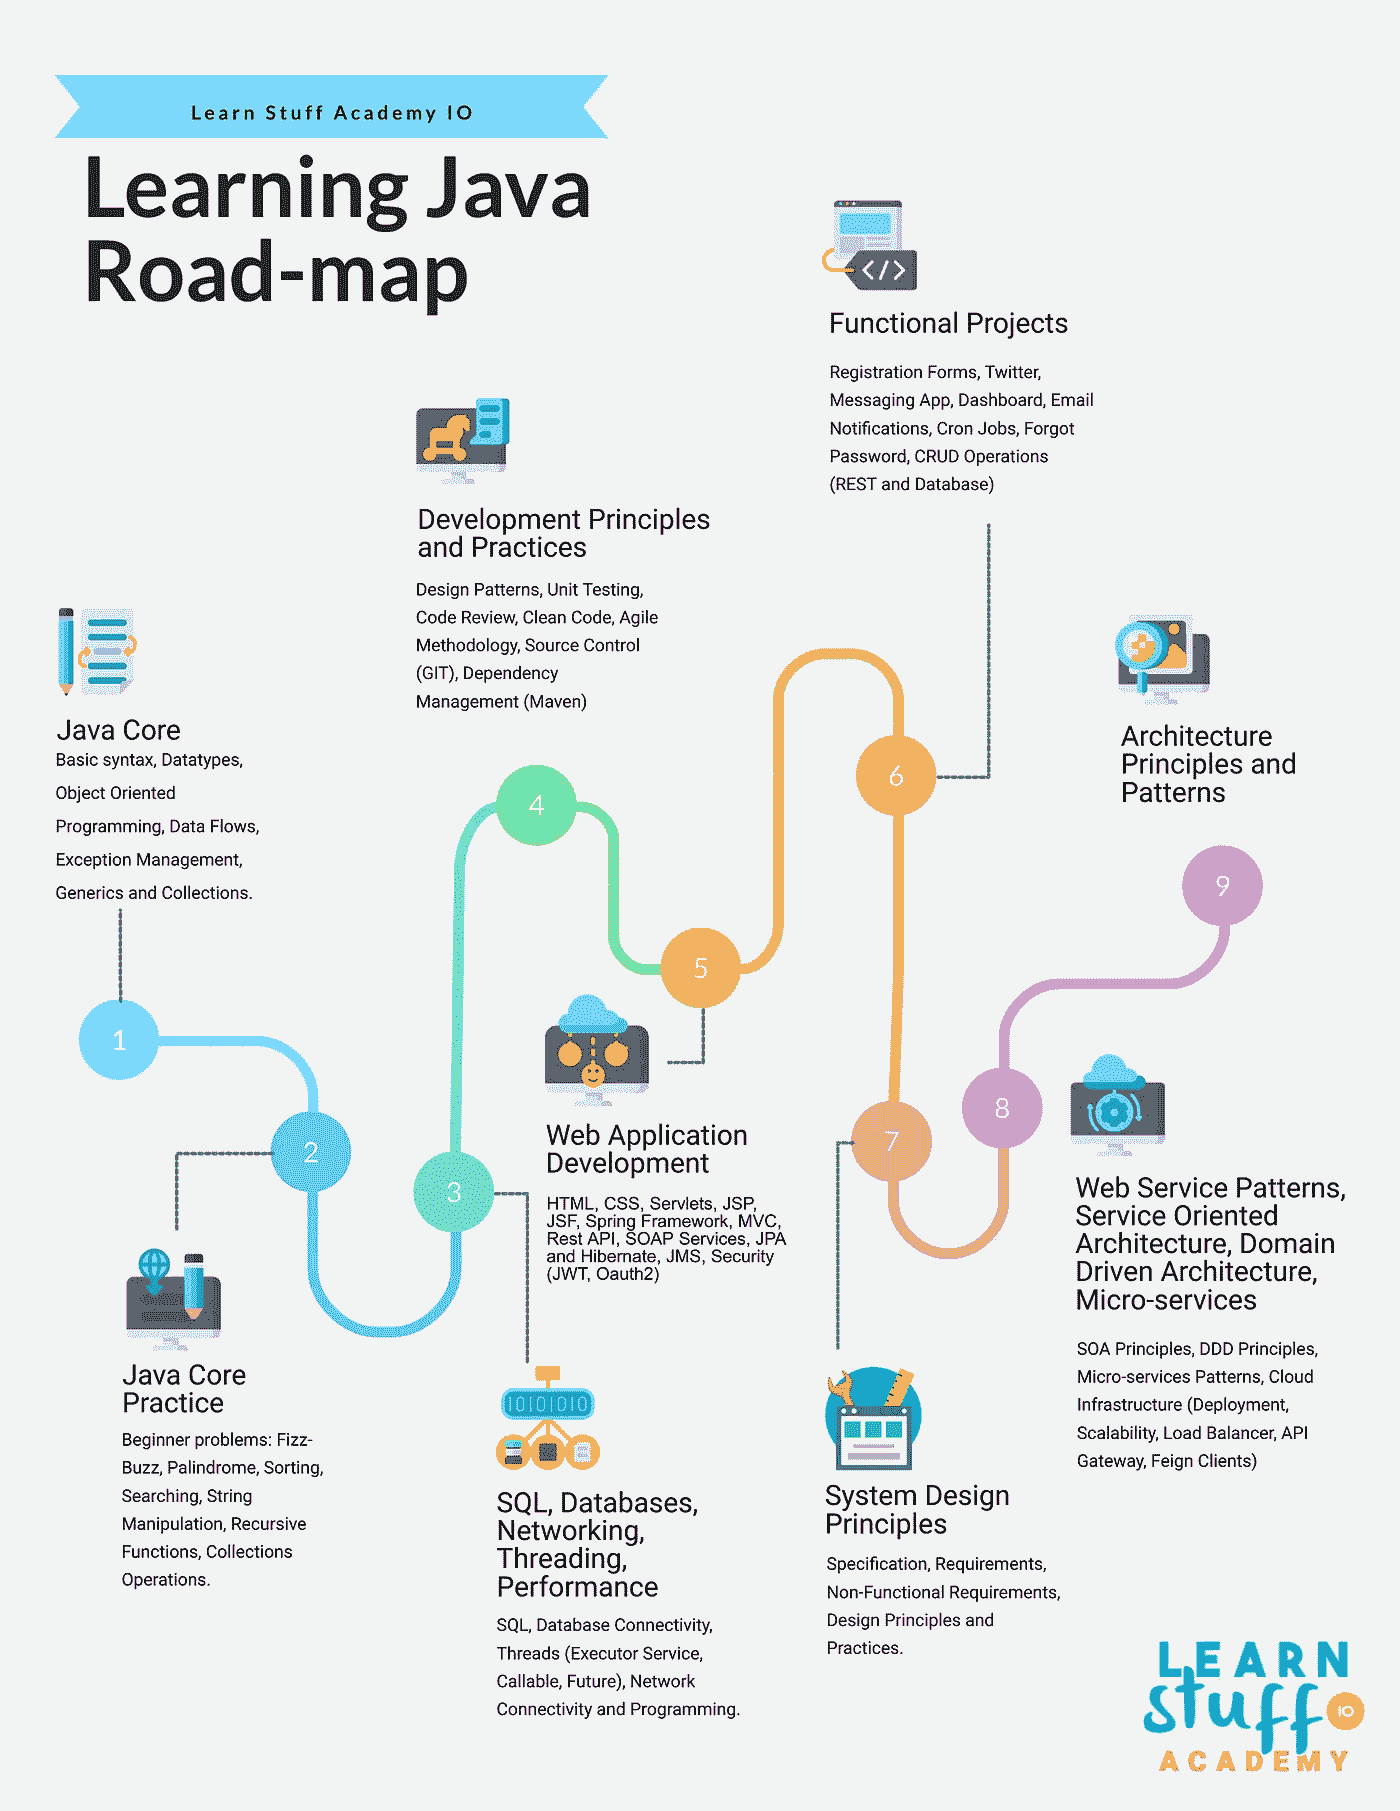 Learn Stuff Academy IO
Learning Java
Road-map
Java Core
Basic syntax, Datatypes,
Object Oriented
Programming, Data Flows,
Exception Management,
Generics and Collections.
1
2
Java Core
Practice
Beginner problems: Fizz-
Buzz, Palindrome, Sorting,
Searching, String
Manipulation, Recursive
Functions, Collections
Operations.
3
SQL, Databases,
Networking,
Threading,
Performance
SQL, Database Connectivity,
Threads (Executor Service,
Callable, Future), Network
Connectivity and Programming.
10101010
Development Principles
and Practices
Design Patterns, Unit Testing,
Code Review, Clean Code, Agile
Methodology, Source Control
(GIT), Dependency
Management (Maven)
4
5
Web Application
Development
HTML, CSS, Servlets, JSP,
JSF, Spring Framework, MVC,
Rest API, SOAP Services, JPA
and Hibernate, JMS, Security
(JWT, Oauth2)
</>
Functional Projects
Registration Forms, Twitter,
Messaging App, Dashboard, Email
Notifications, Cron Jobs, Forgot
Password, CRUD Operations
(REST and Database)
6
7
System Design
Principles
Specification, Requirements,
Non-Functional Requirements,
Design Principles and
Practices.
8
Web Service Patterns,
Service Oriented
Architecture, Domain
Driven Architecture,
Micro-services
SOA Principles, DDD Principles,
Micro-services Patterns, Cloud
Infrastructure (Deployment,
Scalability, Load Balancer, API
Gateway, Feign Clients)
Architecture
Principles and
Patterns
9
LEARN
stuff IO
ACADEMY